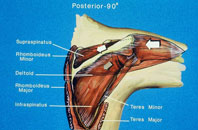 Posterior-90°
Supraspinatus
Rhomboideus
Minor
Deltoid
Rhomboideus
Major
Infraspinatus
Teres Minor
Teres Major